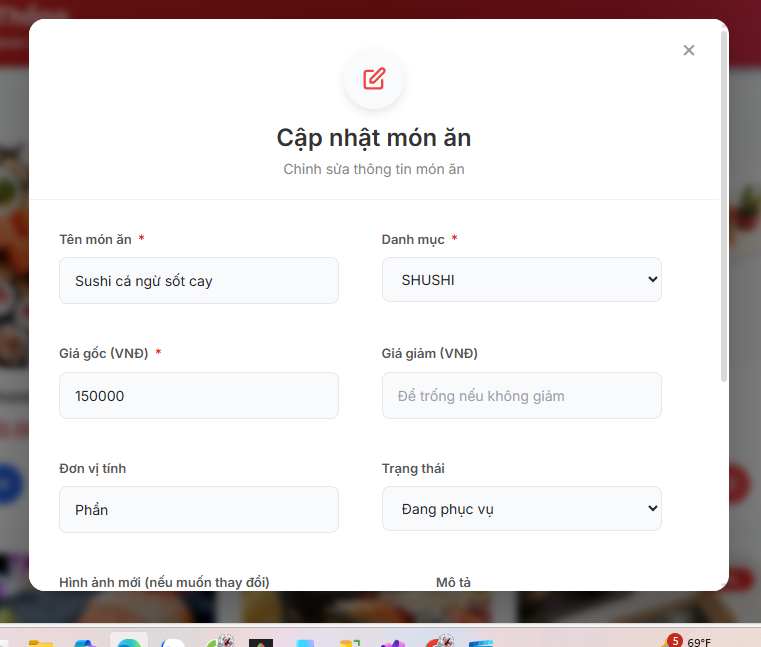 Cập nhật món ăn
Chỉnh sửa thông tin món ăn
Tên món ăn *
Danh mục *
Sushi cá ngừ sốt cay
SHUSHI
Giá gốc (VNĐ) *
Giá giảm (VNĐ)
150000
Để trống nếu không giảm
Đơn vị tính
Trạng thái
Phần
Đang phục vụ
Hình ảnh mới (nếu muốn thay đổi)
Mô tả
5
69°F